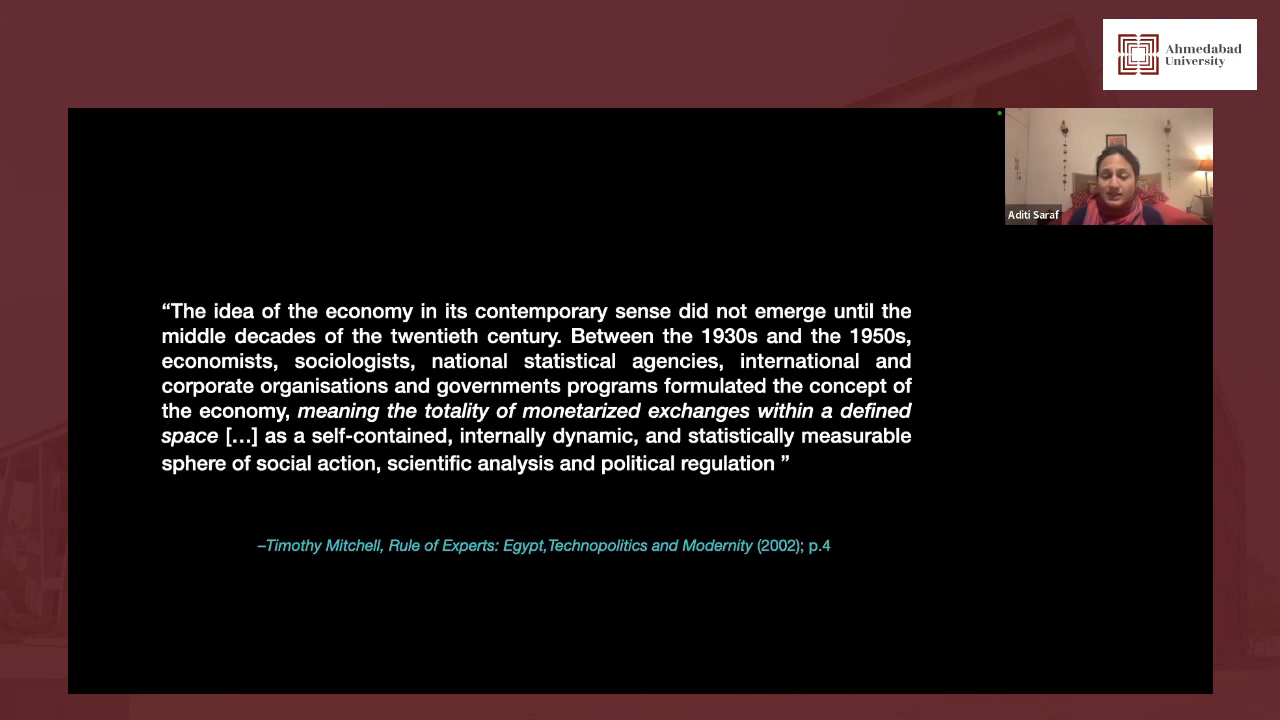 Ahmedabad
University
Aditi Saraf
“The idea of the economy in its contemporary sense did not emerge until the
middle decades of the twentieth century. Between the 1930s and the 1950s,
economists, sociologists, national statistical agencies, international and
corporate organisations and governments programs formulated the concept of
the economy, meaning the totality of monetarized exchanges within a defined
space [...] as a self-contained, internally dynamic, and statistically measurable
sphere of social action, scientific analysis and political regulation ”
–Timothy Mitchell, Rule of Experts: Egypt,Technopolitics and Modernity (2002); p.4